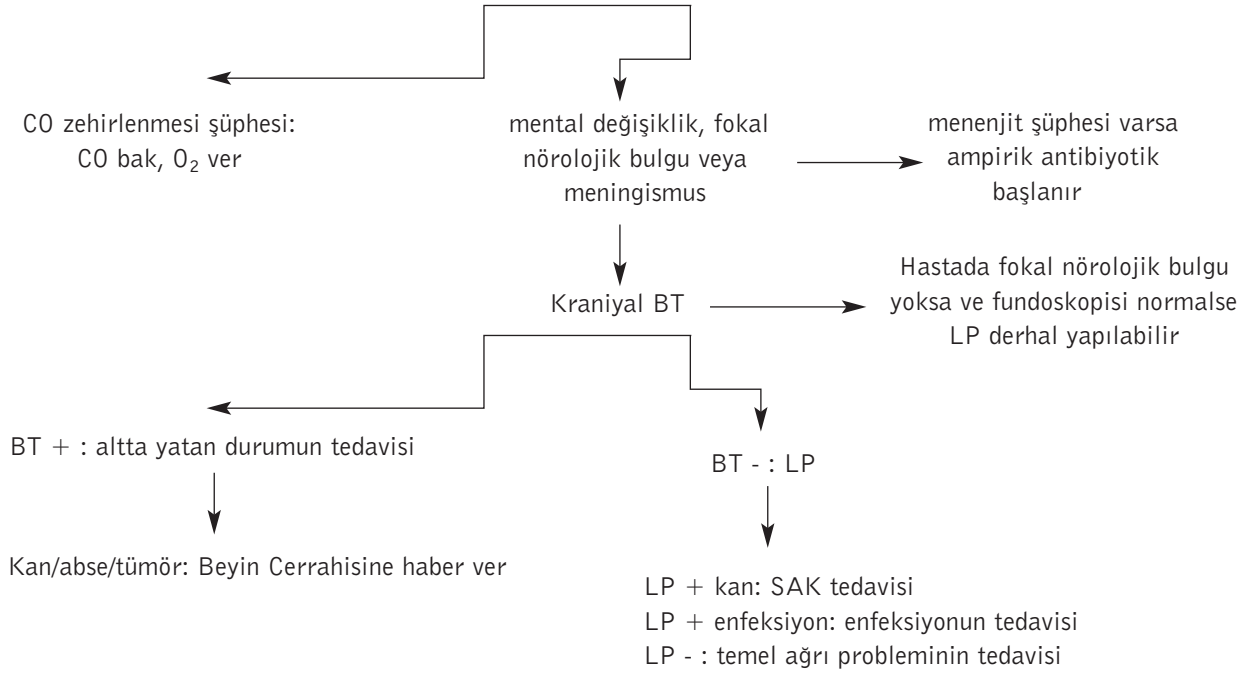 CO zehirlenmesi şüphesi:
CO bak, O₂ ver
mental değişiklik, fokal
nörolojik bulgu veya
meningismus
menenjit şüphesi varsa
ampirik antibiyotik
başlanır
Kraniyal BT
Hastada fokal nörolojik bulgu
yoksa ve fundoskopisi normalse
LP derhal yapılabilir
BT + : altta yatan durumun tedavisi
BT - : LP
Kan/abse/tümör: Beyin Cerrahisine haber ver
LP + kan: SAK tedavisi
LP + enfeksiyon: enfeksiyonun tedavisi
LP - : temel ağrı probleminin tedavisi